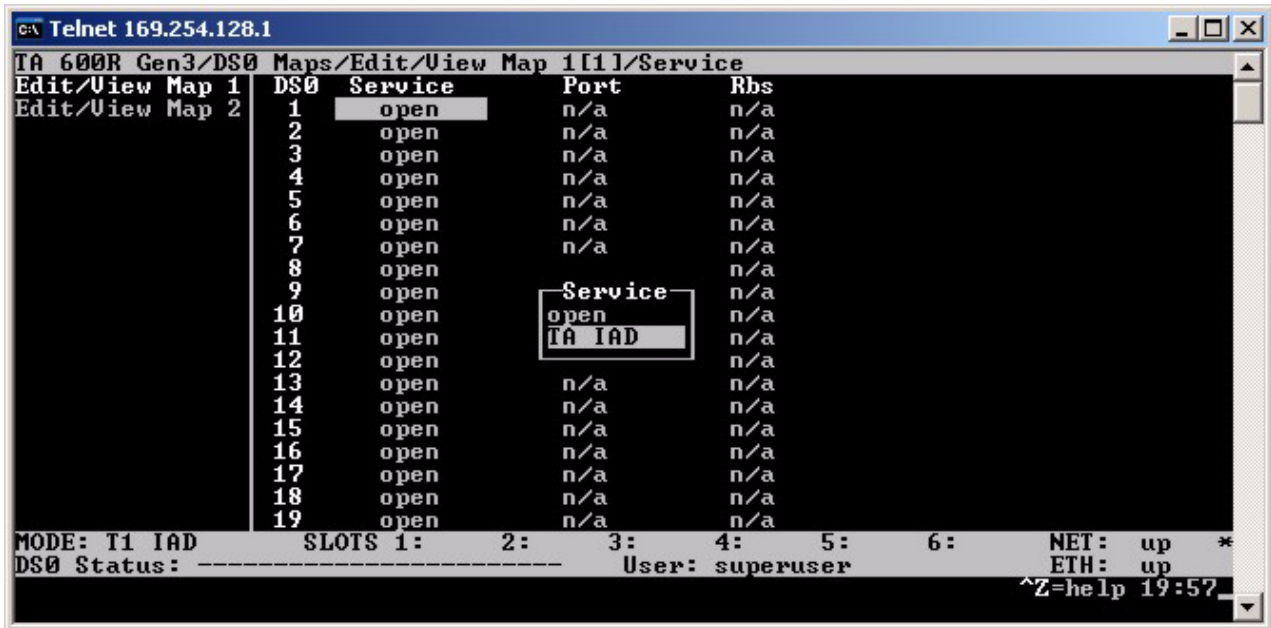 Telnet 169.254.128.1
TA 600R Gen3/DS0 Maps/Edit/View Map 1[1]/Service
Edit/View Map 1 DS0 Service Port Rbs
Edit/View Map 2 1 open n/a n/a
2 open n/a n/a
3 open n/a n/a
4 open n/a n/a
5 open n/a n/a
6 open n/a n/a
7 open n/a n/a
8 open n/a
9 open Service n/a
10 open open n/a
11 open TA IAD n/a
12 open n/a
13 open n/a n/a
14 open n/a n/a
15 open n/a n/a
16 open n/a n/a
17 open n/a n/a
18 open n/a n/a
19 open n/a n/a
MODE: T1 IAD SLOTS 1: 2: 3: 4: 5: 6: NET: up *
DS0 Status: ------------------------ User: superuser ETH: up
^Z=help 19:57_